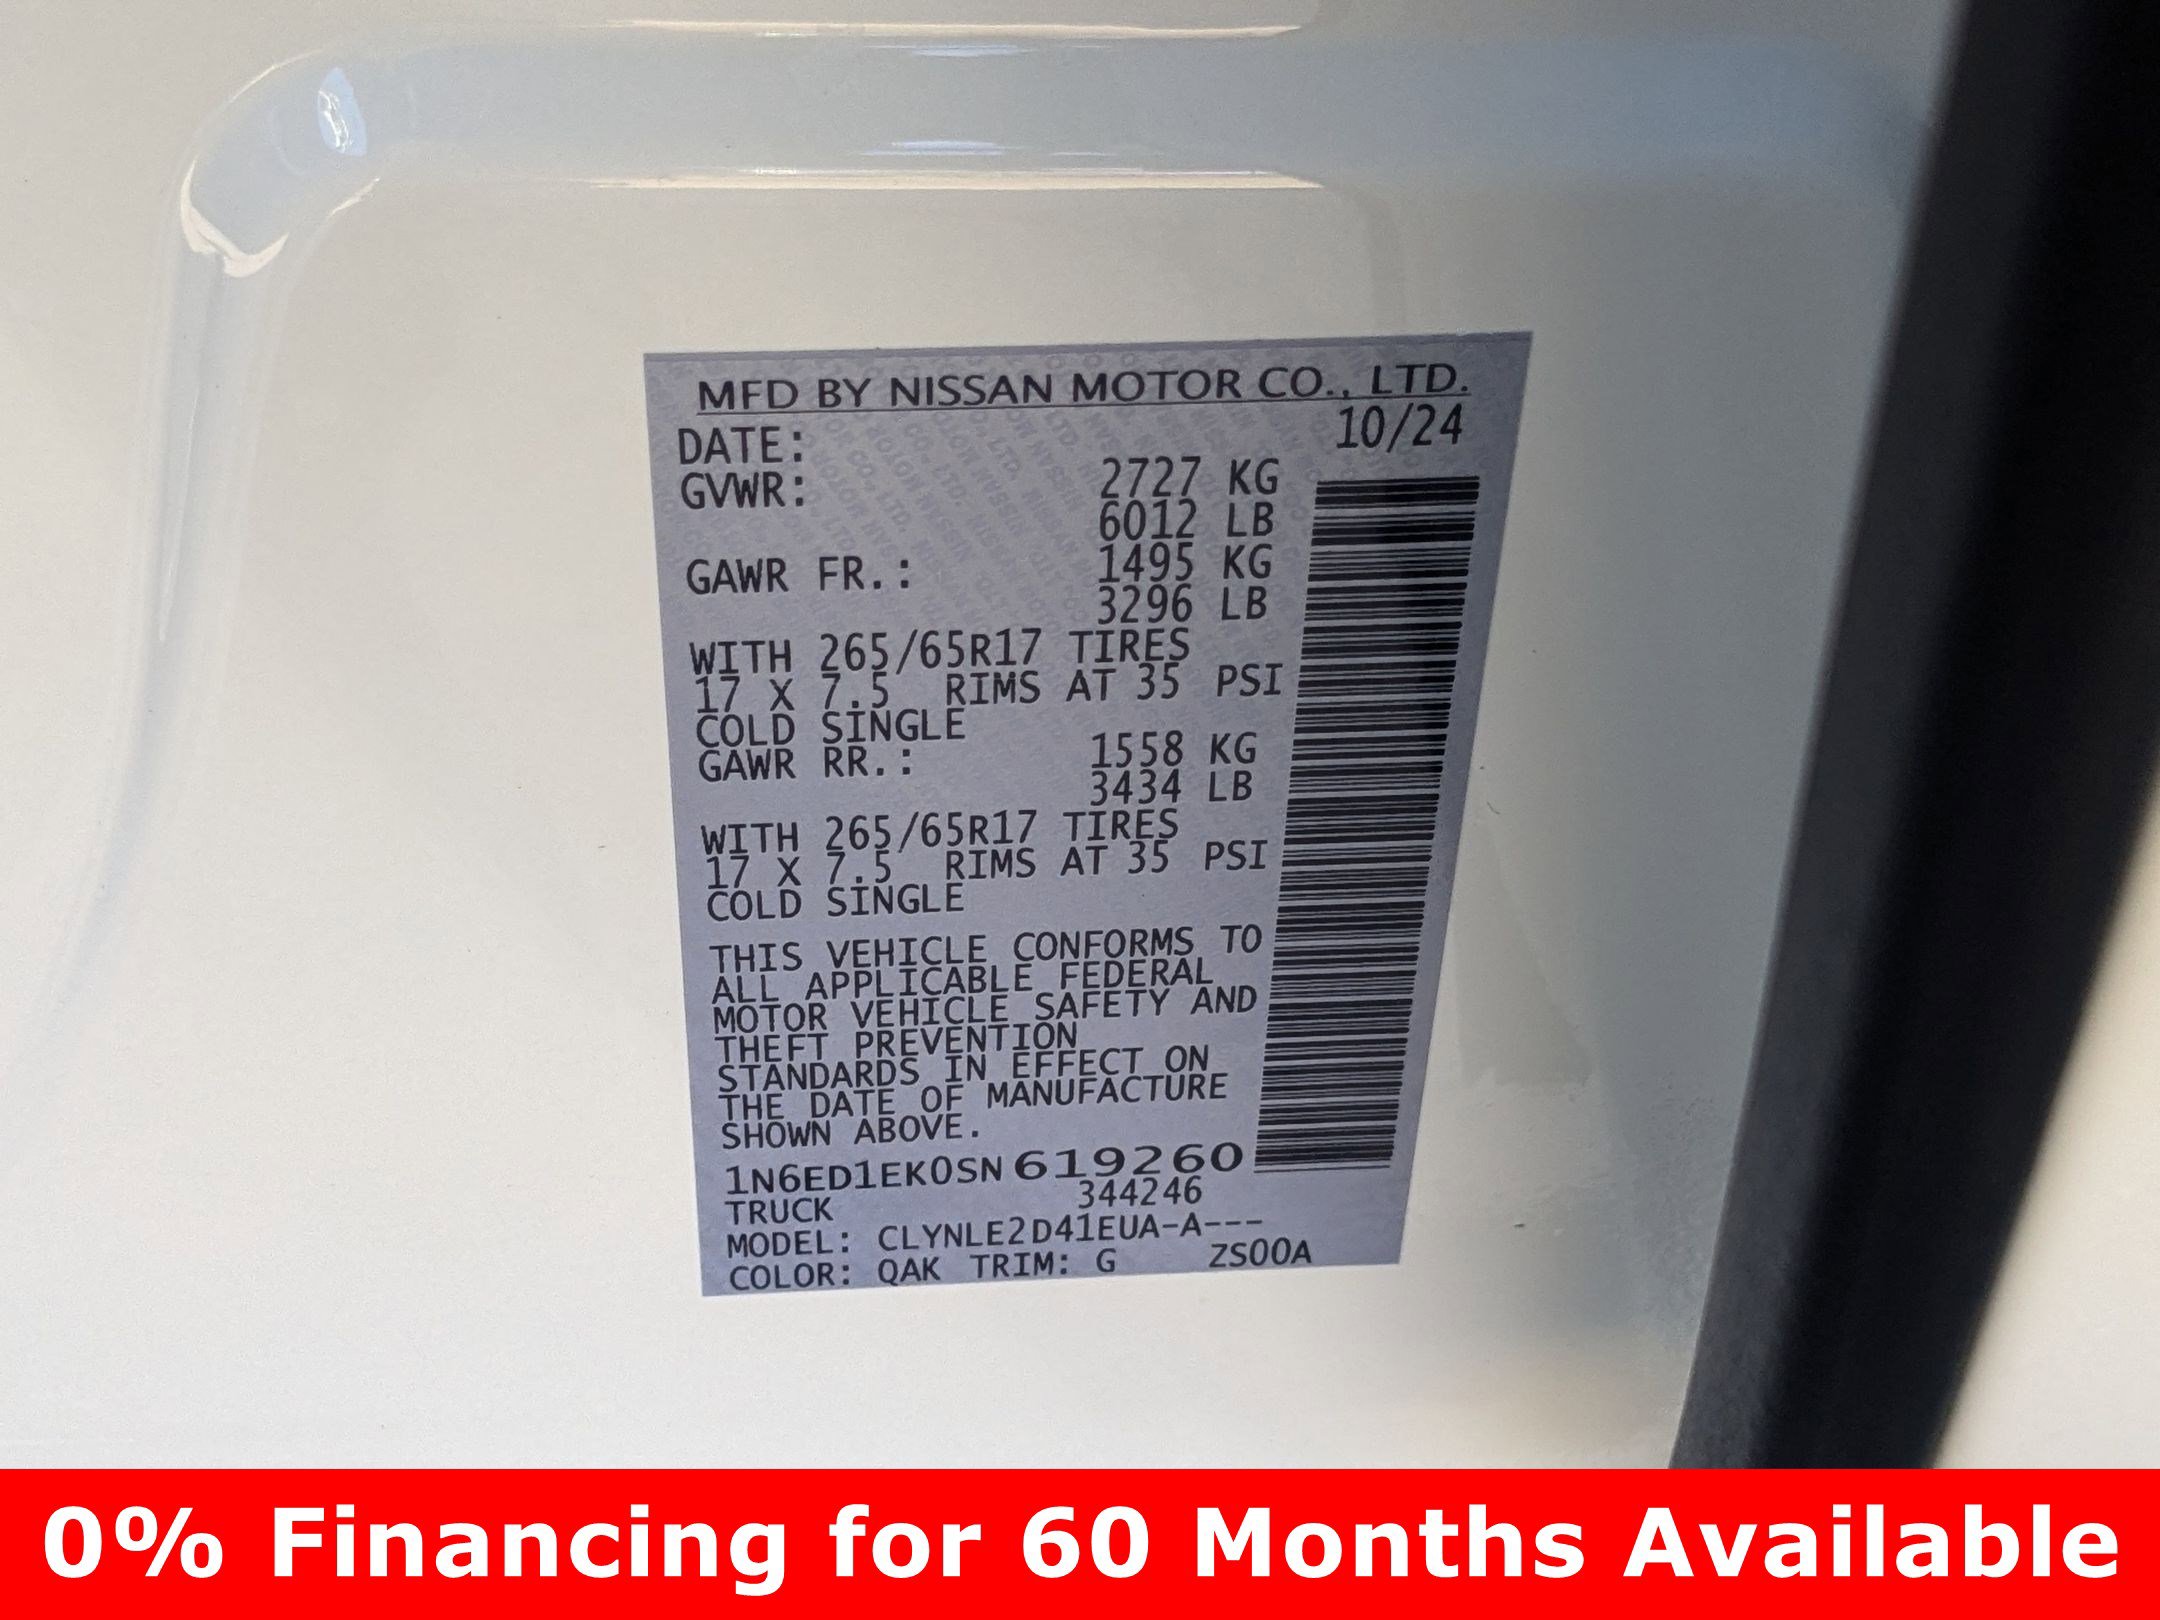 MFD BY NISSAN MOTOR CO., LTD.
DATE: 10/24
GVWR: 2727 KG
6012 LB
GAWR FR.: 1495 KG
3296 LB
WITH 265/65R17 TIRES
17 X 7.5 RIMS AT 35 PSI
COLD SINGLE
GAWR RR.: 1558 KG
3434 LB
WITH 265/65R17 TIRES
17 X 7.5 RIMS AT 35 PSI
COLD SINGLE
THIS VEHICLE CONFORMS TO
ALL APPLICABLE FEDERAL
MOTOR VEHICLE SAFETY AND
THEFT PREVENTION
STANDARDS IN EFFECT ON
THE DATE OF MANUFACTURE
SHOWN ABOVE.
1N6ED1EK0SN619260
TRUCK 344246
MODEL: CLYNLE2D41EUA-A---
COLOR: QAK TRIM: G ZS00A
0% Financing for 60 Months Available